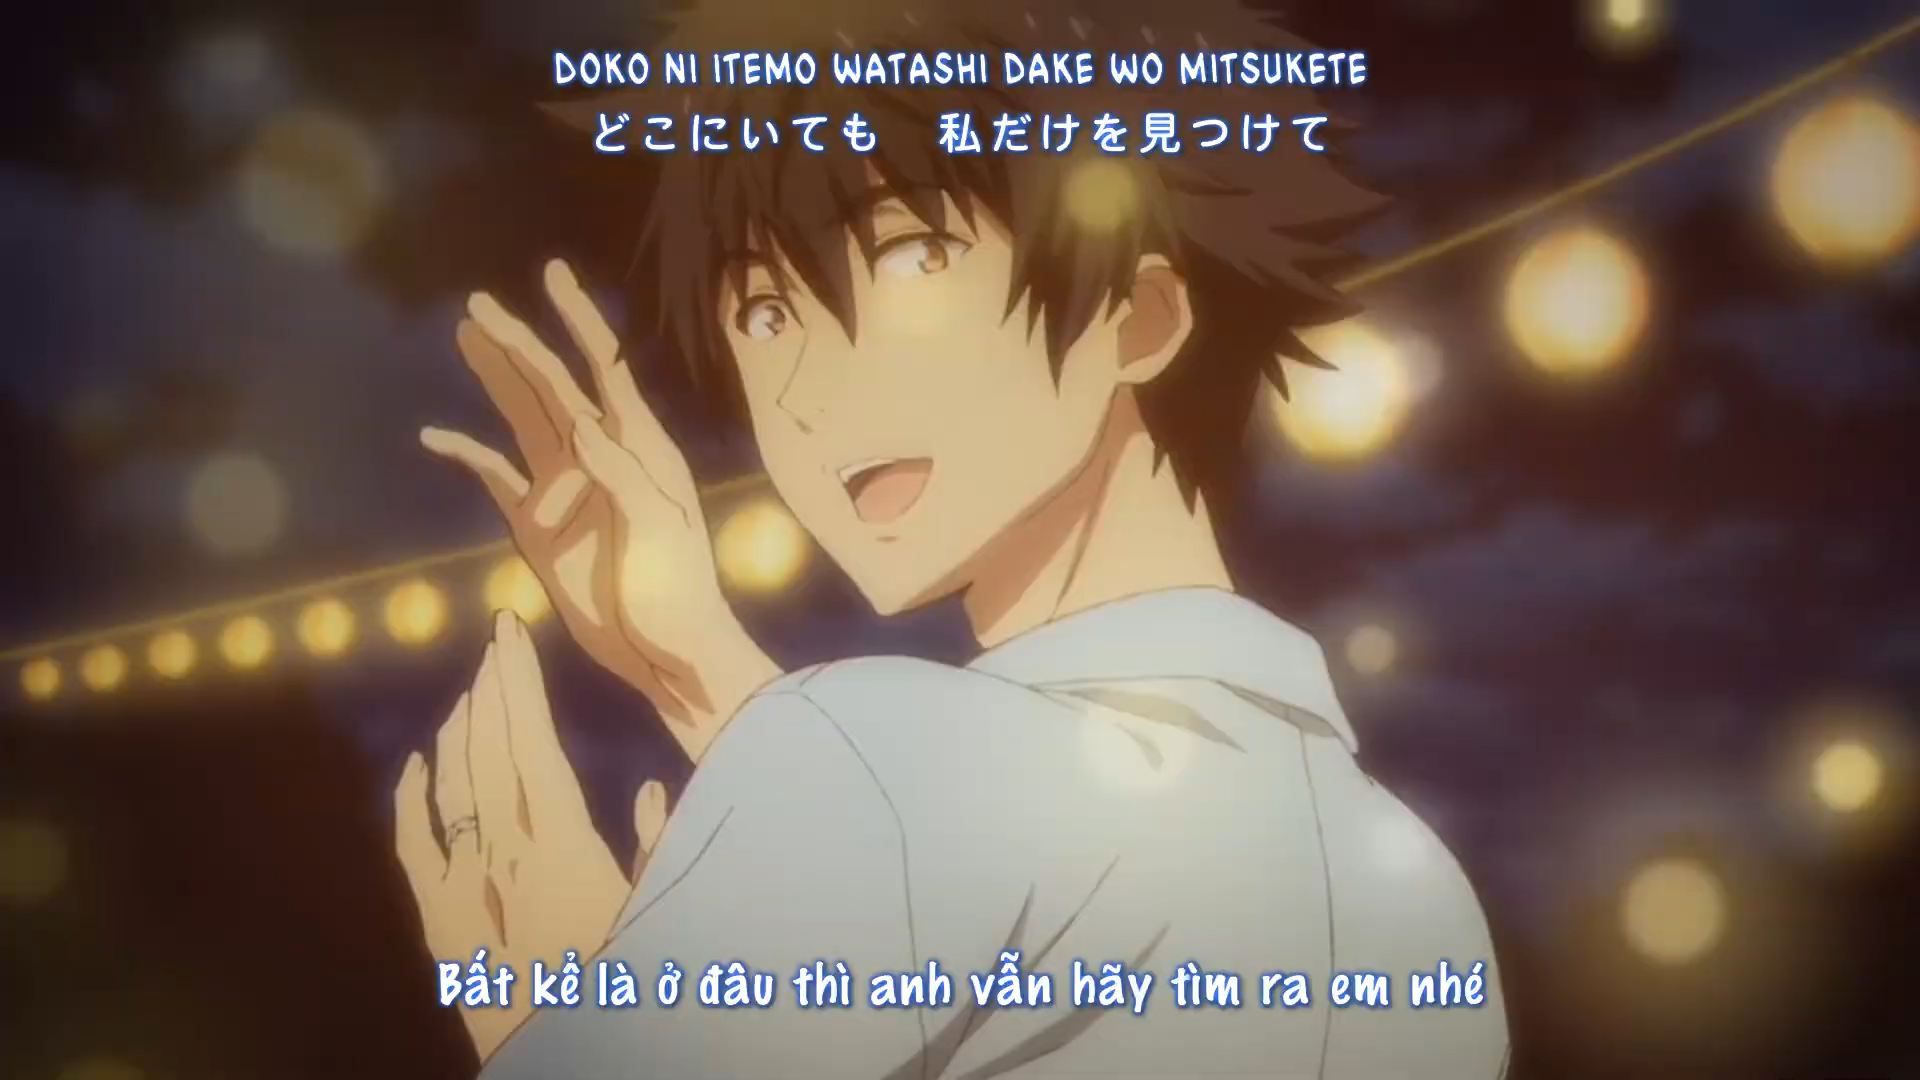 DOKO NI ITEMO WATASHI DAKE WO MITSUKETE
どこにいても　私だけを見つけて
Bất kể là ở đâu thì anh vẫn hãy tìm ra em nhé